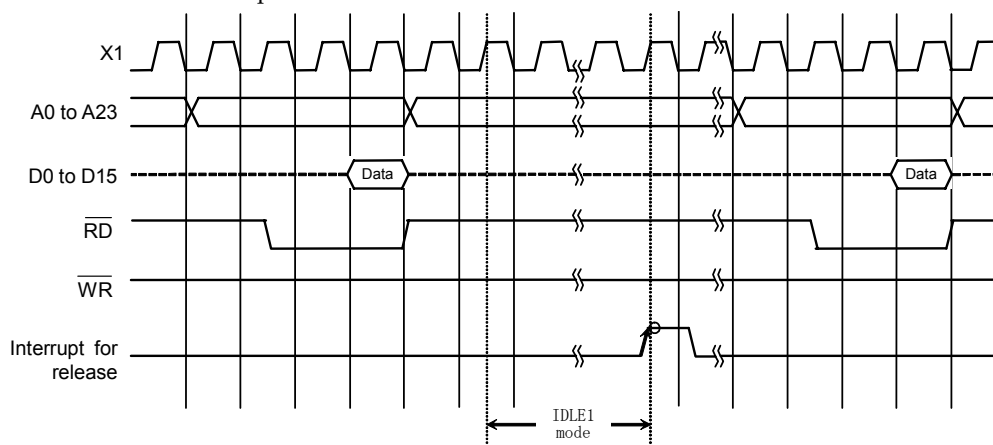 X1
A0 to A23
D0 to D15
Data
Data
RD
WR
Interrupt for
release
IDLE1
mode